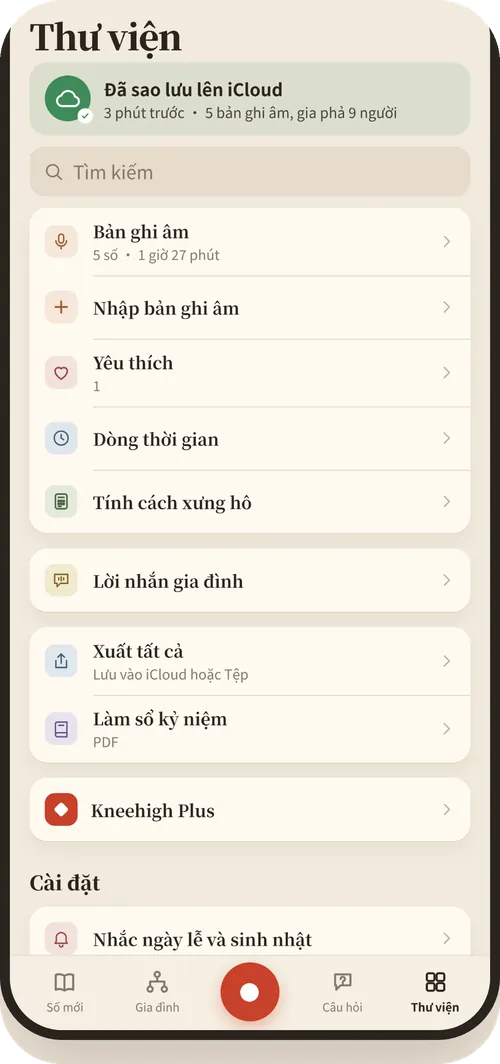 Thư viện
Đã sao lưu lên iCloud
3 phút trước • 5 bản ghi âm, gia phả 9 người
Tìm kiếm
Bản ghi âm
5 số • 1 giờ 27 phút
Nhập bản ghi âm
Yêu thích
1
Dòng thời gian
Tính cách xưng hô
Lời nhắn gia đình
Xuất tất cả
Lưu vào iCloud hoặc Tệp
Làm sổ kỷ niệm
PDF
Kneehigh Plus
Cài đặt
Nhắc ngày lễ và sinh nhật
Số mới
Gia đình
Câu hỏi
Thư viện